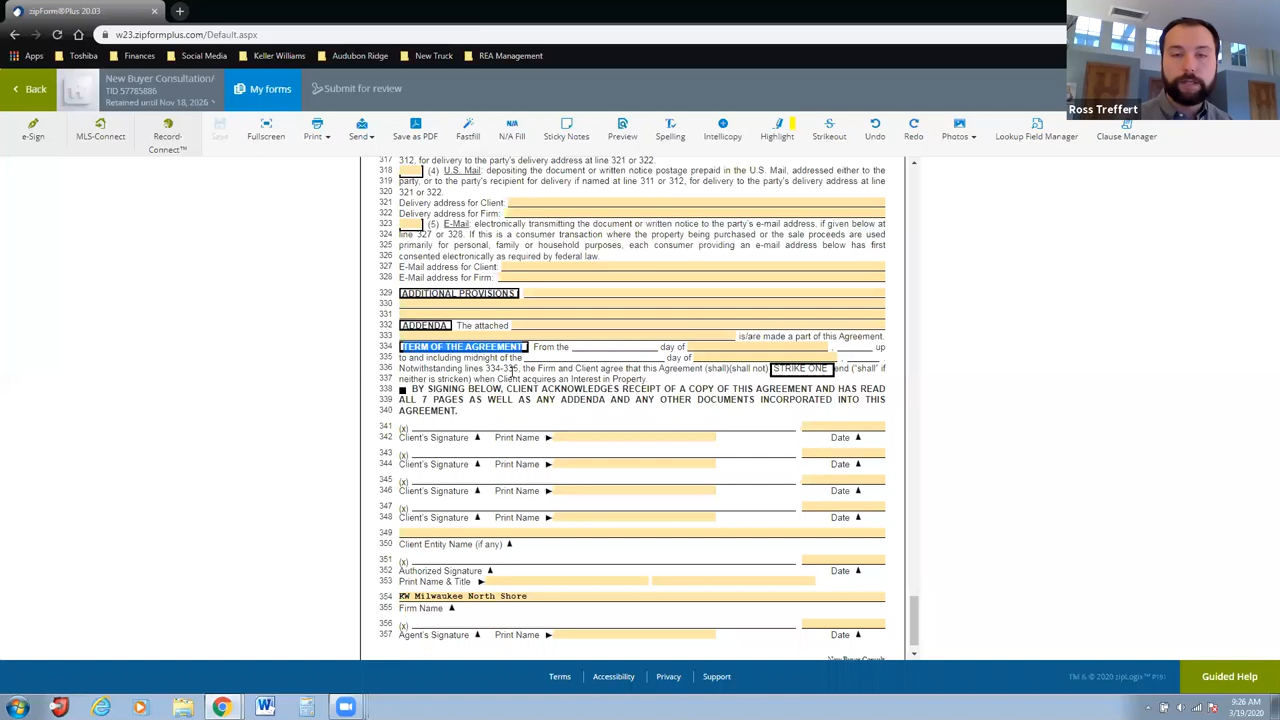 zipForm®Plus 20.03
w23.zipformplus.com/Default.aspx
Apps Toshiba Finances Social Media Keller Williams Audubon Ridge New Truck REA Management
Ross Treffert
Back
New Buyer Consultation/
TID 57785886
Retained until Nov 18, 2026
My forms
Submit for review
e-Sign MLS-Connect Record-Connect™ Save Fullscreen Print Send Save as PDF Fastfill N/A Fill Sticky Notes Preview Spelling Intellicopy Highlight Strikeout Undo Redo Photos Lookup Field Manager Clause Manager
317 312, for delivery to the party's delivery address at line 321 or 322.
318 (4) U.S. Mail: depositing the document or written notice postage prepaid in the U.S. Mail, addressed either to the
319 party, or to the party's recipient for delivery if named at 311 or 312, for delivery to the party's delivery address at line
320 321 or 322.
321 Delivery address for Client:
322 Delivery address for Firm:
323 (5) E-Mail: electronically transmitting the document or written notice to the party's e-mail address, if given below at
324 line 327 or 328. If this is a consumer transaction where the property being purchased or the sale proceeds are used
325 primarily for personal, family or household purposes, each consumer providing an e-mail address below has first
326 consented electronically as required by federal law.
327 E-Mail address for Client:
328 E-Mail address for Firm:
329 ADDITIONAL PROVISIONS
330
331
332 ADDENDA The attached
333 is/are made a part of this Agreement.
334 TERM OF THE AGREEMENT From the day of , up
335 to and including midnight of the day of , .
336 Notwithstanding lines 334-335, the Firm and Client agree that this Agreement (shall)(shall not) STRIKE ONE end ("shall" if
337 neither is stricken) when Client acquires an Interest in Property.
338 ■ BY SIGNING BELOW, CLIENT ACKNOWLEDGES RECEIPT OF A COPY OF THIS AGREEMENT AND HAS READ
339 ALL 7 PAGES AS WELL AS ANY ADDENDA AND ANY OTHER DOCUMENTS INCORPORATED INTO THIS
340 AGREEMENT.
341 (x)
342 Client's Signature ▲ Print Name ► Date ▲
343 (x)
344 Client's Signature ▲ Print Name ► Date ▲
345 (x)
346 Client's Signature ▲ Print Name ► Date ▲
347 (x)
348 Client's Signature ▲ Print Name ► Date ▲
349
350 Client Entity Name (if any) ▲
351 (x)
352 Authorized Signature ▲ Date ▲
353 Print Name & Title ►
354 KW Milwaukee North Shore
355 Firm Name ▲
356 (x)
357 Agent's Signature ▲ Print Name ► Date ▲
New Buyer Consult
Terms Accessibility Privacy Support
© 2020 zipLogix™
Guided Help
9:26 AM
3/19/2020